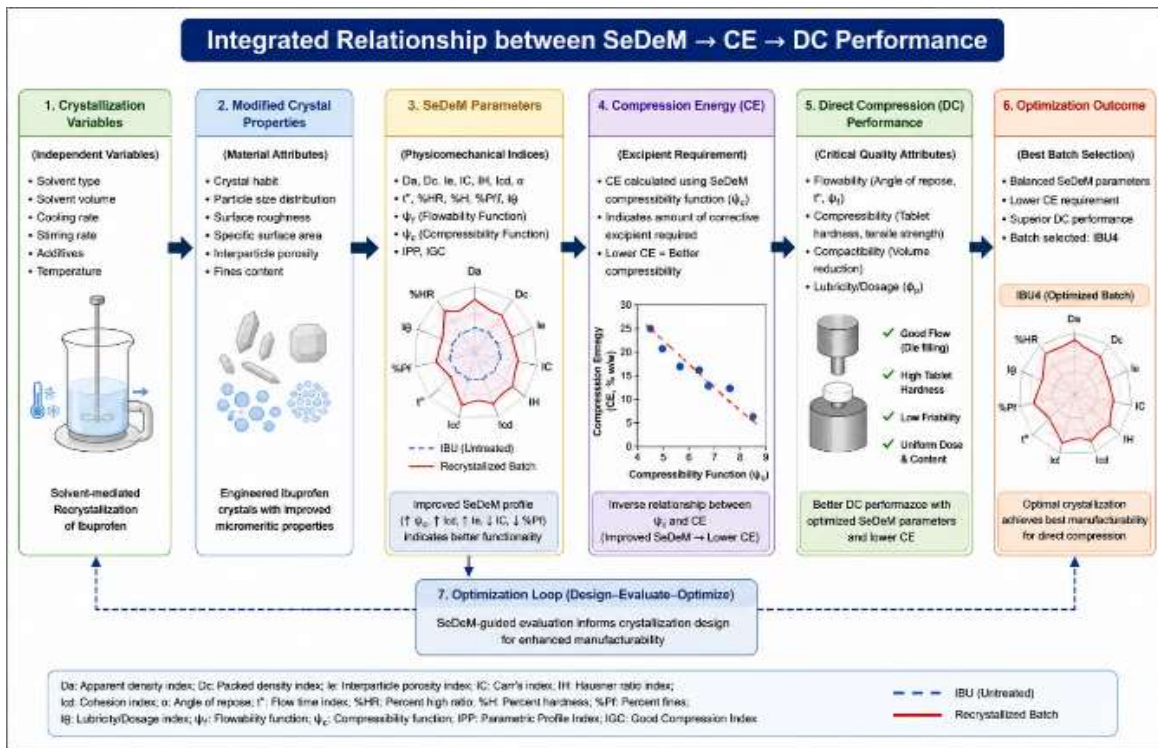 Integrated Relationship between SeDeM → CE → DC Performance
1. Crystallization
Variables
(Independent Variables)
• Solvent type
• Solvent volume
• Cooling rate
• Stirring rate
• Additives
• Temperature
Solvent-mediated
Recrystallization
of Ibuprofen
2. Modified Crystal
Properties
(Material Attributes)
• Crystal habit
• Particle size distribution
• Surface roughness
• Specific surface area
• Interparticle porosity
• Fines content
Engineered Ibuprofen
crystals with improved
micromeritic properties
3. SeDeM Parameters
(Physicomechanical Indices)
• Da, Dc, Ie, IC, IH, Icd, α
• t", %HR, %H, %Pf, Iθ
• ψf (Flowability Function)
• ψc (Compressibility Function)
• IPP, IGC
Da
Dc
Ie
IC
IH
Icd
Icd
t"
%Pf
Iθ
%HR
IBU (Untreated)
Recrystallized Batch
Improved SeDeM profile
indicates better functionality
4. Compression Energy (CE)
(Excipient Requirement)
• CE calculated using SeDeM
compressibility function (ψc)
• Indicates amount of corrective
excipient required
• Lower CE = Better
compressibility
Compression
(CE, % w/w)
30
25
20
15
10
5
0
4 5 6 7 8 9
Compressibility Function (ψc)
Inverse relationship between
and CE
(Improved SeDeM → Lower CE)
5. Direct Compression (DC)
Performance
(Critical Quality Attributes)
• Flowability (Angle of repose,
t", ψf)
• Compressibility (Tablet
hardness, tensile strength)
• Compactibility (Volume
reduction)
• Lubricity/Dosage
✓ Good Flow
(Die filling)
✓ High Tablet
Hardness
✓ Low Friability
✓ Uniform Dose
& Content
Better DC performazce with
optimized SeDeM parameters
and lower CE
6. Optimization Outcome
(Best Batch Selection)
• Balanced SeDeM parameters
• Lower CE requirement
• Superior DC performance
• Batch selected: IBU4
IBU4 (Optimized Batch)
Da
Dc
Ie
IC
IH
Icd
t"
%Pf
Iθ
%HR
Optimal crystallization
achieves best manufacturability
for direct compression
7. Optimization Loop (Design–Evaluate–Optimize)
SeDeM-guided evaluation informs crystallization design
for enhanced manufacturability
Da: Apparent density index; Dc: Packed density index; Ie: Interparticle porosity index; IC: Carr's index; IH: Hausner ratio index;
Icd: Cohesion index; α: Angle of repose; t": Flow time index; %HR: Percent high ratio; %H: Percent hardness; %Pf: Percent fines;
Iθ: Lubricity/Dosage index; ψf: Flowability function; ψc: Compressibility function; IPP: Parametric Profile Index; IGC: Good Compression Index
IBU (Untreated)
Recrystallized Batch